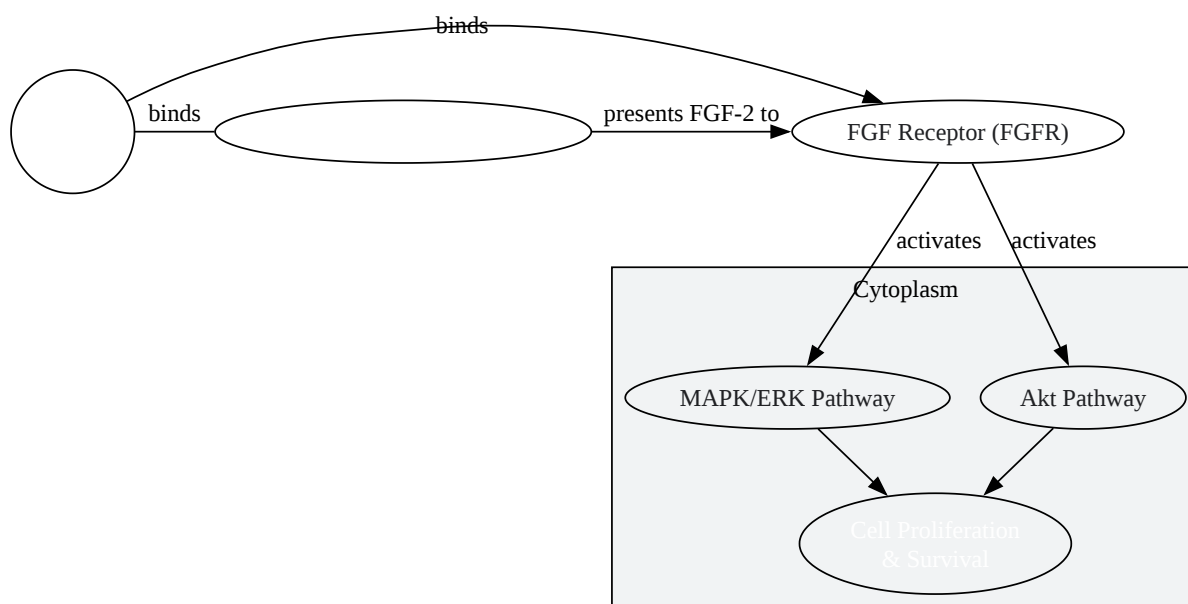 binds
binds
presents FGF-2 to
FGF Receptor (FGFR)
activates
activates
Cytoplasm
MAPK/ERK Pathway
Akt Pathway
Cell Proliferation
& Survival